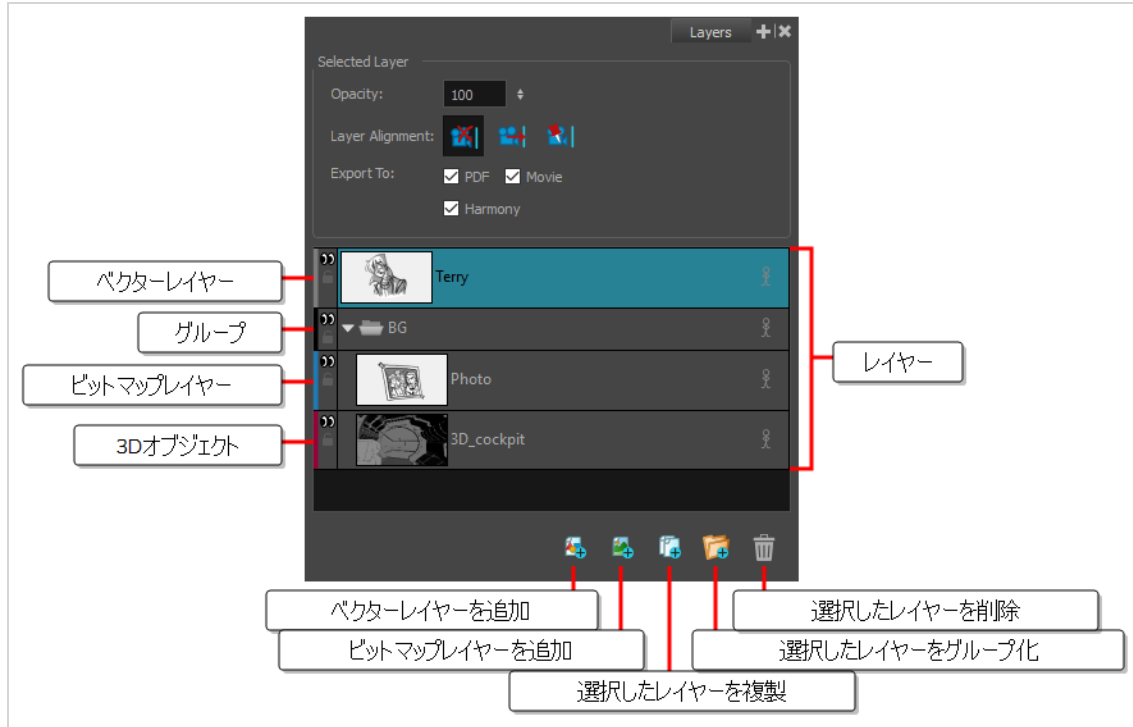 Layers
Selected Layer
Opacity: 100
Layer Alignment:
Export To: PDF Movie
Harmony
ベクターレイヤー
Terry
グループ
BG
レイヤー
ビットマップレイヤー
Photo
3Dオブジェクト
3D_cockpit
ベクターレイヤーを追加
選択したレイヤーを削除
ビットマップレイヤーを追加
選択したレイヤーをグループ化
選択したレイヤーを複製